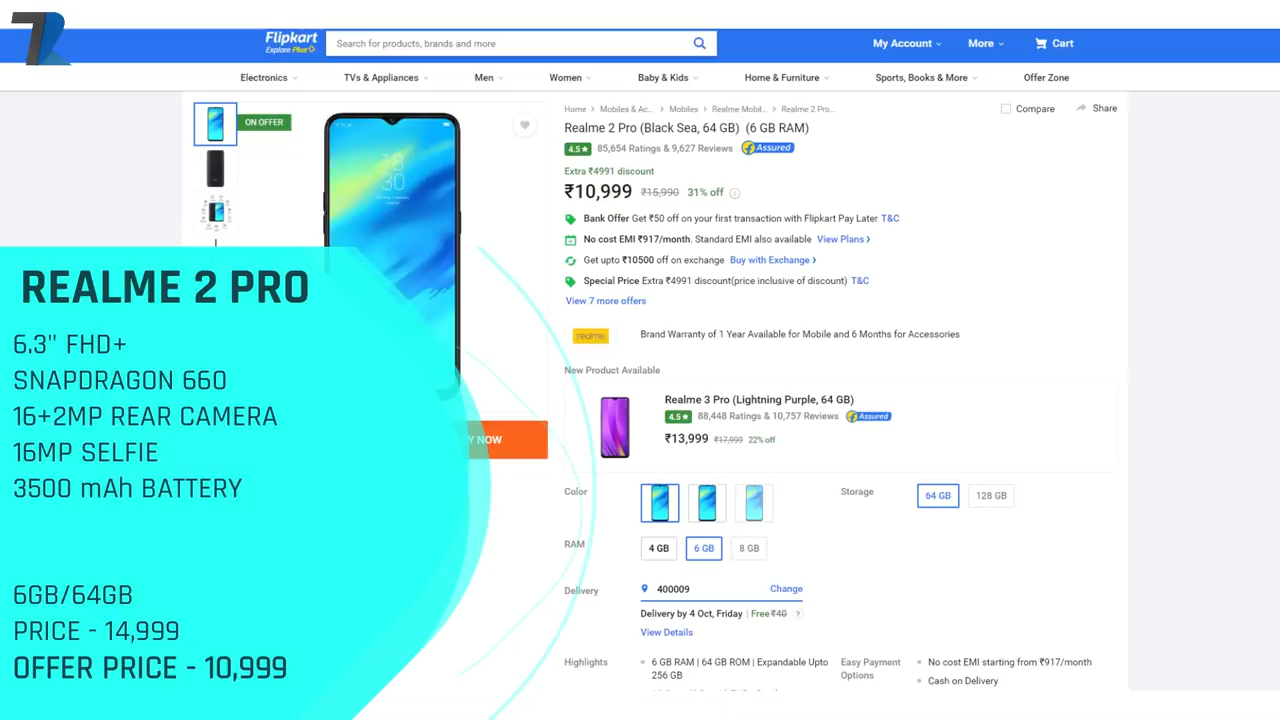 Flipkart
Explore Plus
Search for products, brands and more
My Account
More
Cart
Electronics
TVs & Appliances
Men
Women
Baby & Kids
Home & Furniture
Sports, Books & More
Offer Zone
ON OFFER
18
30
Home > Mobiles & Ac... > Mobiles > Realme Mobil... > Realme 2 Pro...
Compare
Share
Realme 2 Pro (Black Sea, 64 GB) (6 GB RAM)
4.5★ 85,654 Ratings & 9,627 Reviews Assured
Extra ₹4991 discount
₹10,999 ₹15,990 31% off
Bank Offer Get ₹50 off on your first transaction with Flipkart Pay Later T&C
No cost EMI ₹917/month. Standard EMI also available View Plans >
Get upto ₹10500 off on exchange Buy with Exchange >
Special Price Extra ₹4991 discount(price inclusive of discount) T&C
View 7 more offers
realme
Brand Warranty of 1 Year Available for Mobile and 6 Months for Accessories
New Product Available
Realme 3 Pro (Lightning Purple, 64 GB)
4.5★ 88,448 Ratings & 10,757 Reviews Assured
₹13,999 ₹17,999 22% off
Y NOW
Color
Storage
64 GB
128 GB
RAM
4 GB
6 GB
8 GB
Delivery
400009
Change
Delivery by 4 Oct, Friday | Free ₹40 ?
View Details
Highlights
6 GB RAM | 64 GB ROM | Expandable Upto
256 GB
Easy Payment
Options
No cost EMI starting from ₹917/month
Cash on Delivery
REALME 2 PRO
6.3" FHD+
SNAPDRAGON 660
16+2MP REAR CAMERA
16MP SELFIE
3500 mAh BATTERY
6GB/64GB
PRICE - 14,999
OFFER PRICE - 10,999